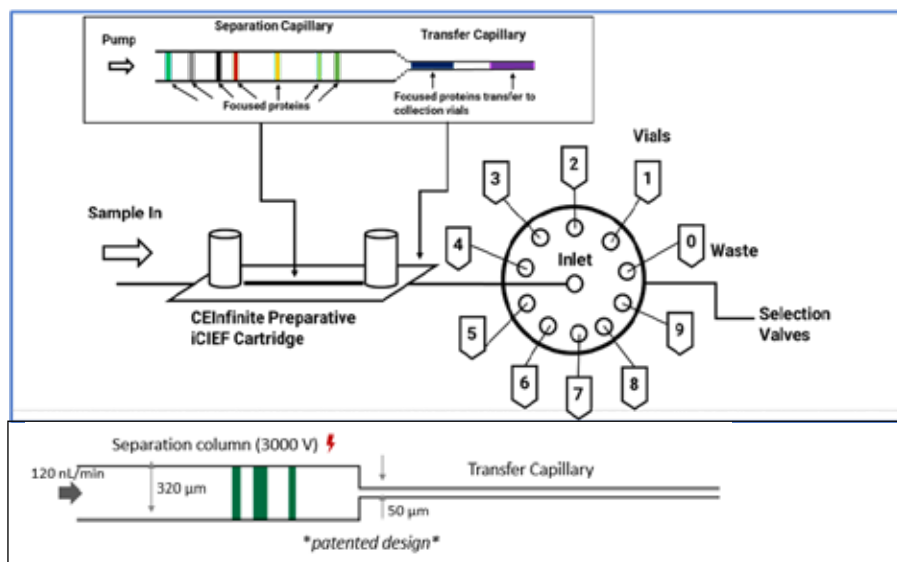 Separation Capillary
Pump
Transfer Capillary
Focused proteins
Focused proteins transfer to
collection vials
Vials
3
2
1
Sample In
4
0
Waste
Inlet
CEInfinite Preparative
iCIEF Cartridge
5
9
Selection
Valves
6
7
8
Separation column (3000 V)
120 nL/min
Transfer Capillary
320 µm
50 µm
*patented design*